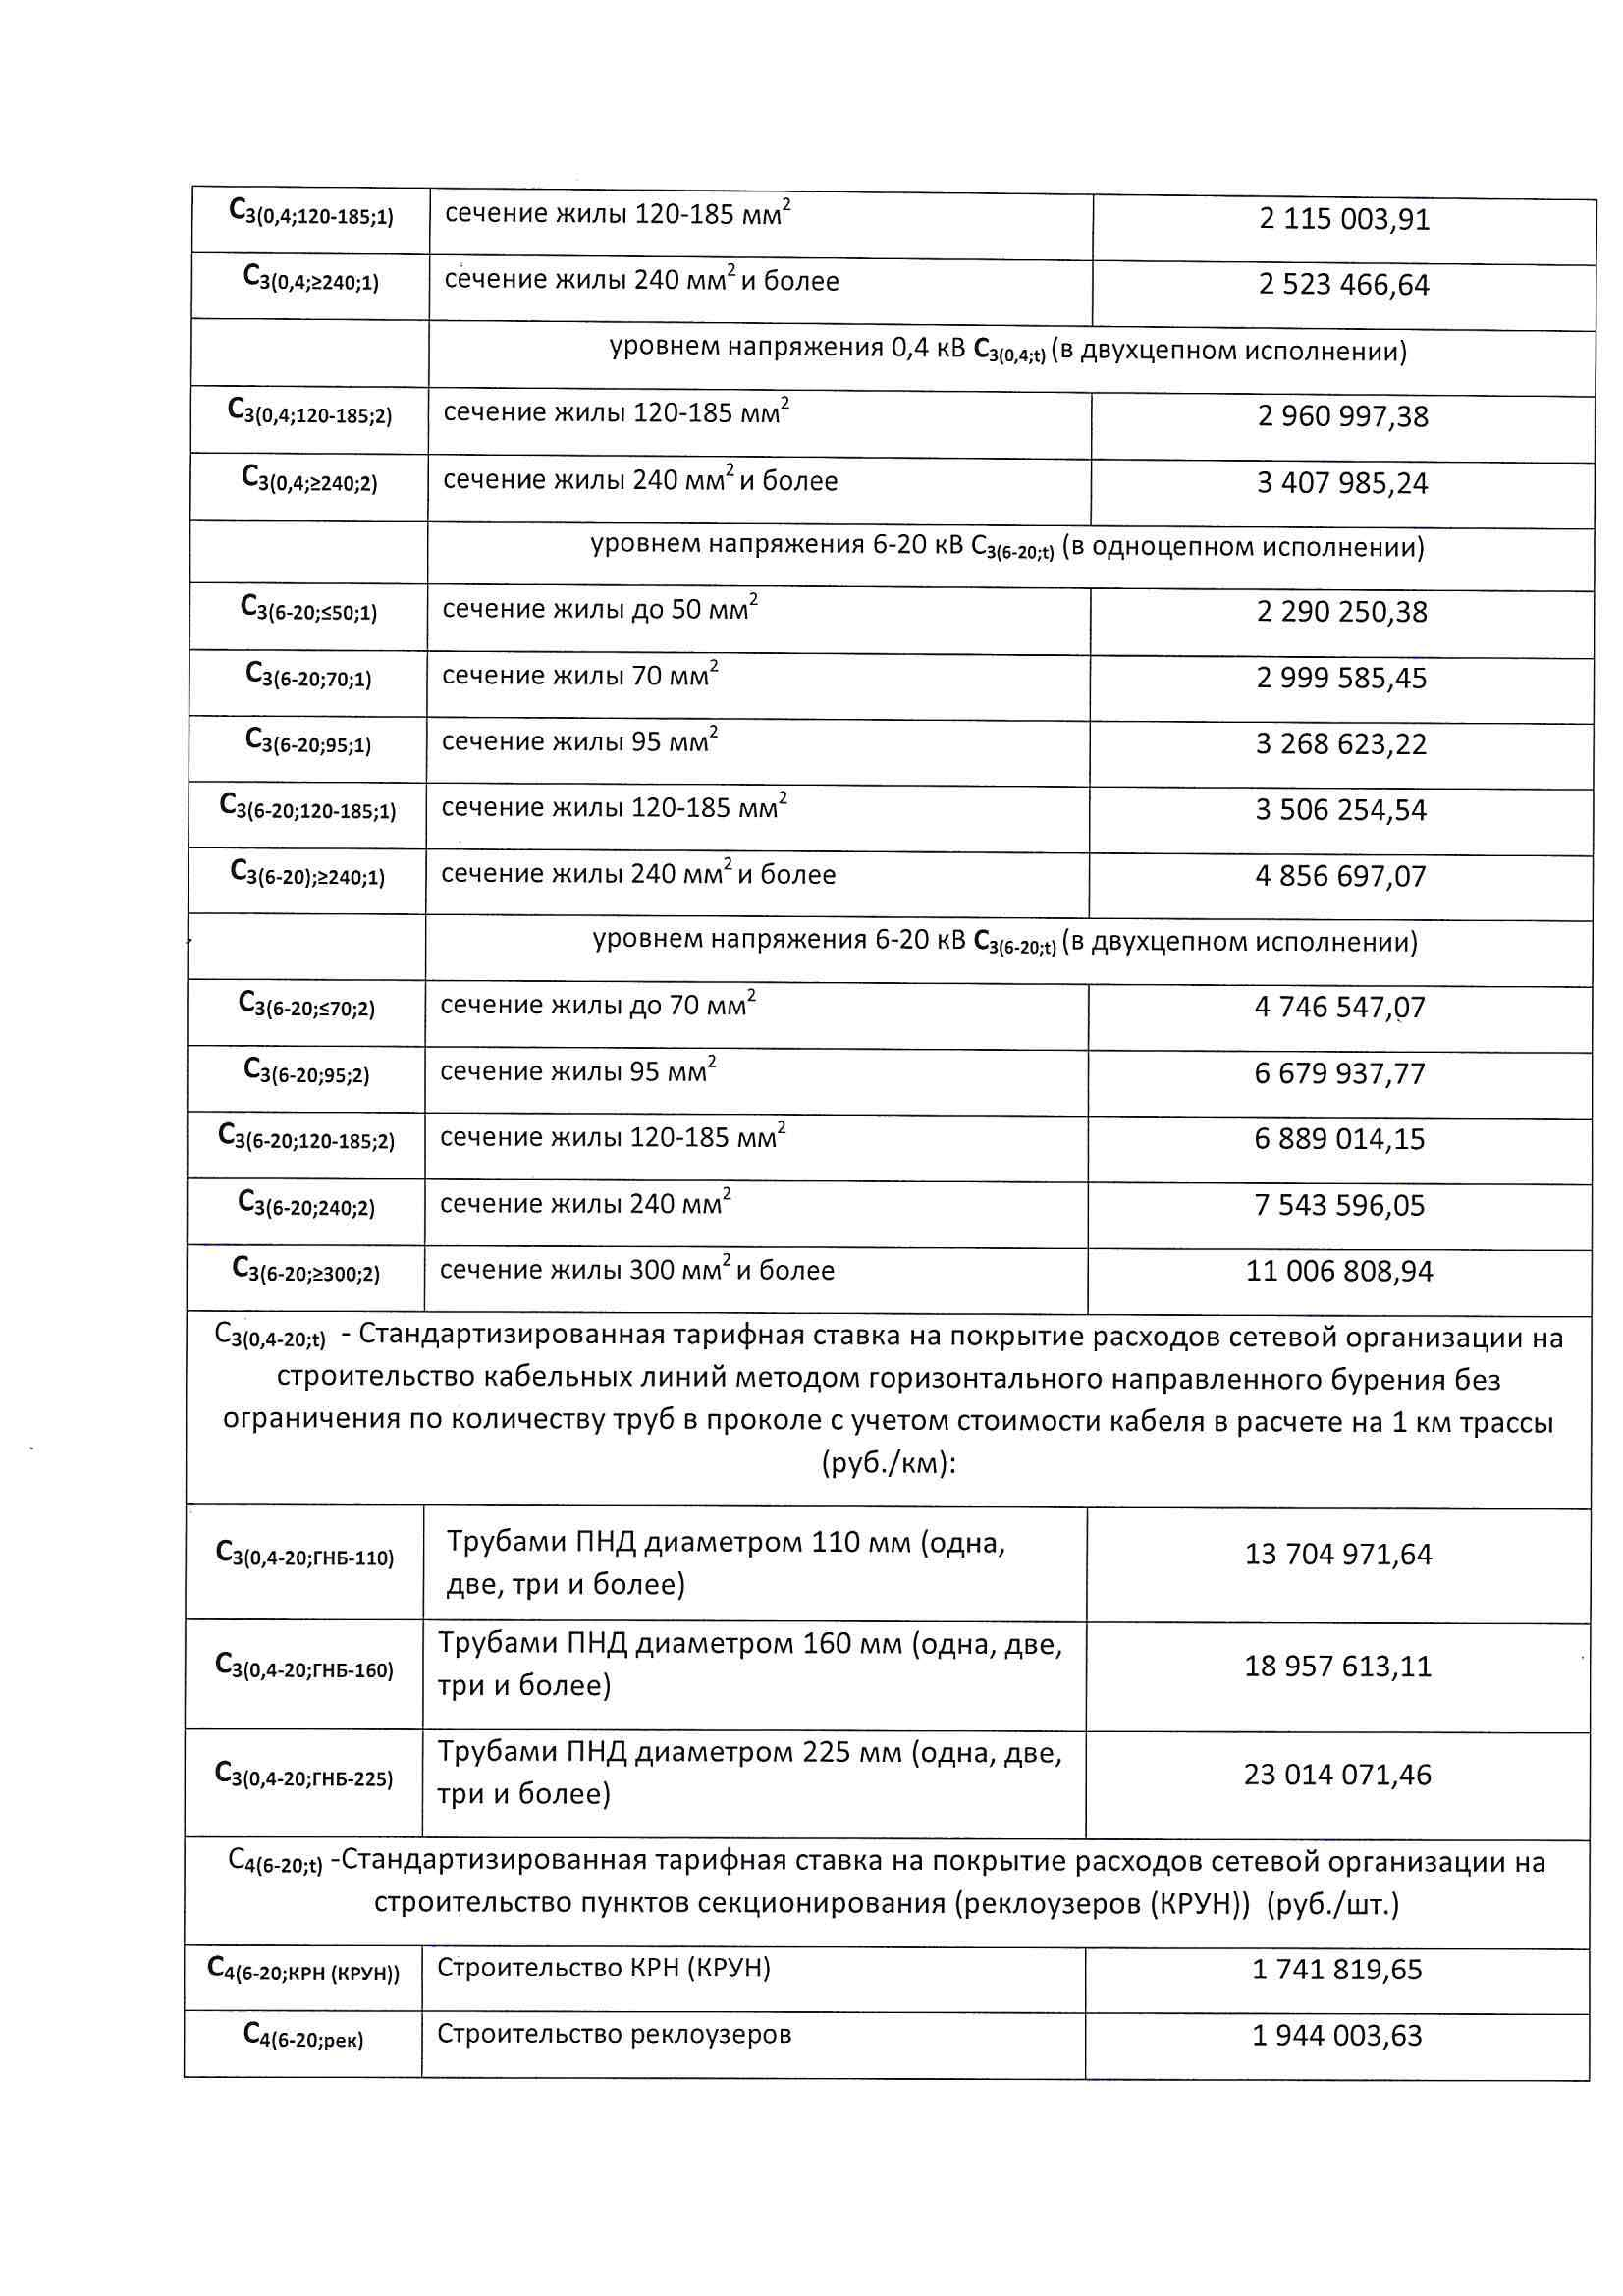 С3(0,4;120-185;1) сечение жилы 120-185 мм² 2 115 003,91
С3(0,4;≥240;1) сечение жилы 240 мм² и более 2 523 466,64
уровнем напряжения 0,4 кВ С3(0,4;t) (в двухцепном исполнении)
С3(0,4;120-185;2) сечение жилы 120-185 мм² 2 960 997,38
С3(0,4;≥240;2) сечение жилы 240 мм² и более 3 407 985,24
уровнем напряжения 6-20 кВ С3(6-20;t) (в одноцепном исполнении)
С3(6-20;≤50;1) сечение жилы до 50 мм² 2 290 250,38
С3(6-20;70;1) сечение жилы 70 мм² 2 999 585,45
С3(6-20;95;1) сечение жилы 95 мм² 3 268 623,22
С3(6-20;120-185;1) сечение жилы 120-185 мм² 3 506 254,54
С3(6-20);≥240;1) сечение жилы 240 мм² и более 4 856 697,07
уровнем напряжения 6-20 кВ С3(6-20;t) (в двухцепном исполнении)
С3(6-20;≤70;2) сечение жилы до 70 мм² 4 746 547,07
С3(6-20;95;2) сечение жилы 95 мм² 6 679 937,77
С3(6-20;120-185;2) сечение жилы 120-185 мм² 6 889 014,15
С3(6-20;240;2) сечение жилы 240 мм² 7 543 596,05
С3(6-20;≥300;2) сечение жилы 300 мм² и более 11 006 808,94
С3(0,4-20;t) - Стандартизированная тарифная ставка на покрытие расходов сетевой организации на
строительство кабельных линий методом горизонтального направленного бурения без
ограничения по количеству труб в проколе с учетом стоимости кабеля в расчете на 1 км трассы
(руб./км):
С3(0,4-20;ГНБ-110) Трубами ПНД диаметром 110 мм (одна, 13 704 971,64
две, три и более)
С3(0,4-20;ГНБ-160) Трубами ПНД диаметром 160 мм (одна, две, 18 957 613,11
три и более)
С3(0,4-20;ГНБ-225) Трубами ПНД диаметром 225 мм (одна, две, 23 014 071,46
три и более)
С4(6-20;t) -Стандартизированная тарифная ставка на покрытие расходов сетевой организации на
строительство пунктов секционирования (реклоузеров (КРУН)) (руб./шт.)
С4(6-20;КРН (КРУН)) Строительство КРН (КРУН) 1 741 819,65
С4(6-20;рек) Строительство реклоузеров 1 944 003,63